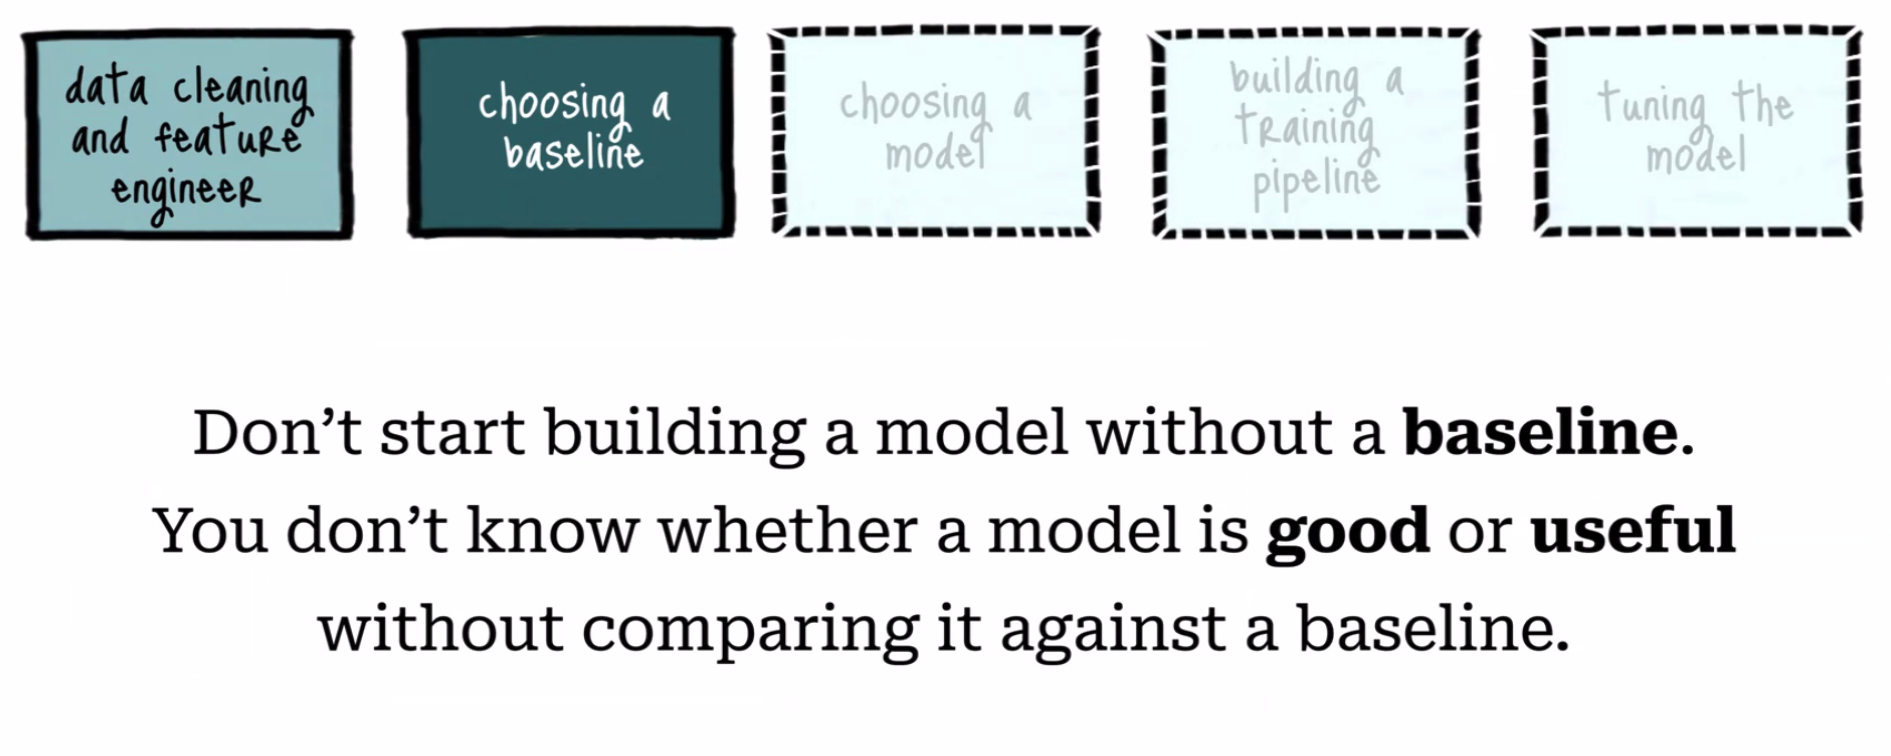 data cleaning
and feature
engineer
choosing a
baseline
choosing a
model
building a
training
pipeline
tuning the
model
Don’t start building a model without a baseline.
You don’t know whether a model is good or useful
without comparing it against a baseline.